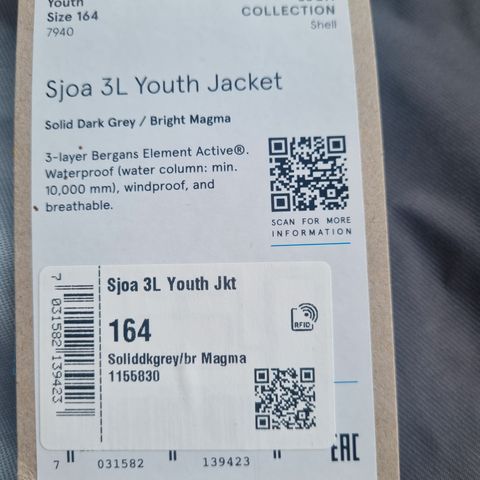 Youth
Size 164
7940
COLLECTION
Shell
Sjoa 3L Youth Jacket
Solid Dark Grey / Bright Magma
3-layer Bergans Element Active®.
Waterproof (water column: min.
10,000 mm), windproof, and
breathable.
SCAN FOR MORE
INFORMATION
Sjoa 3L Youth Jkt
164
RFID
Soliddkgrey/br Magma
1155830
7 031582 139423
7 031582 139423
EAC